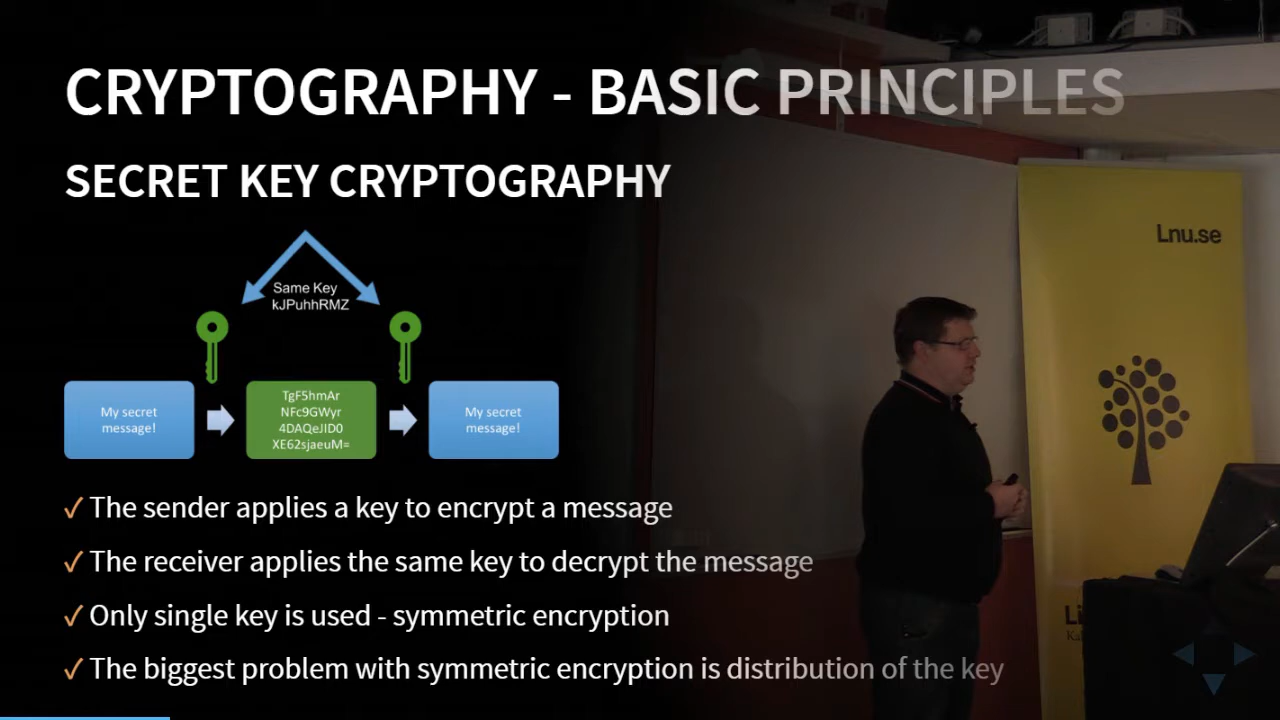 CRYPTOGRAPHY - BASIC PRINCIPLES
SECRET KEY CRYPTOGRAPHY
Lnu.se
Same Key
kJPuhhRMZ
My secret
message!
TgF5hmAr
NFc9GWyr
4DAQeJID0
XE62sjaeuM=
My secret
message!
✓ The sender applies a key to encrypt a message
✓ The receiver applies the same key to decrypt the message
✓ Only single key is used - symmetric encryption
✓ The biggest problem with symmetric encryption is distribution of the key